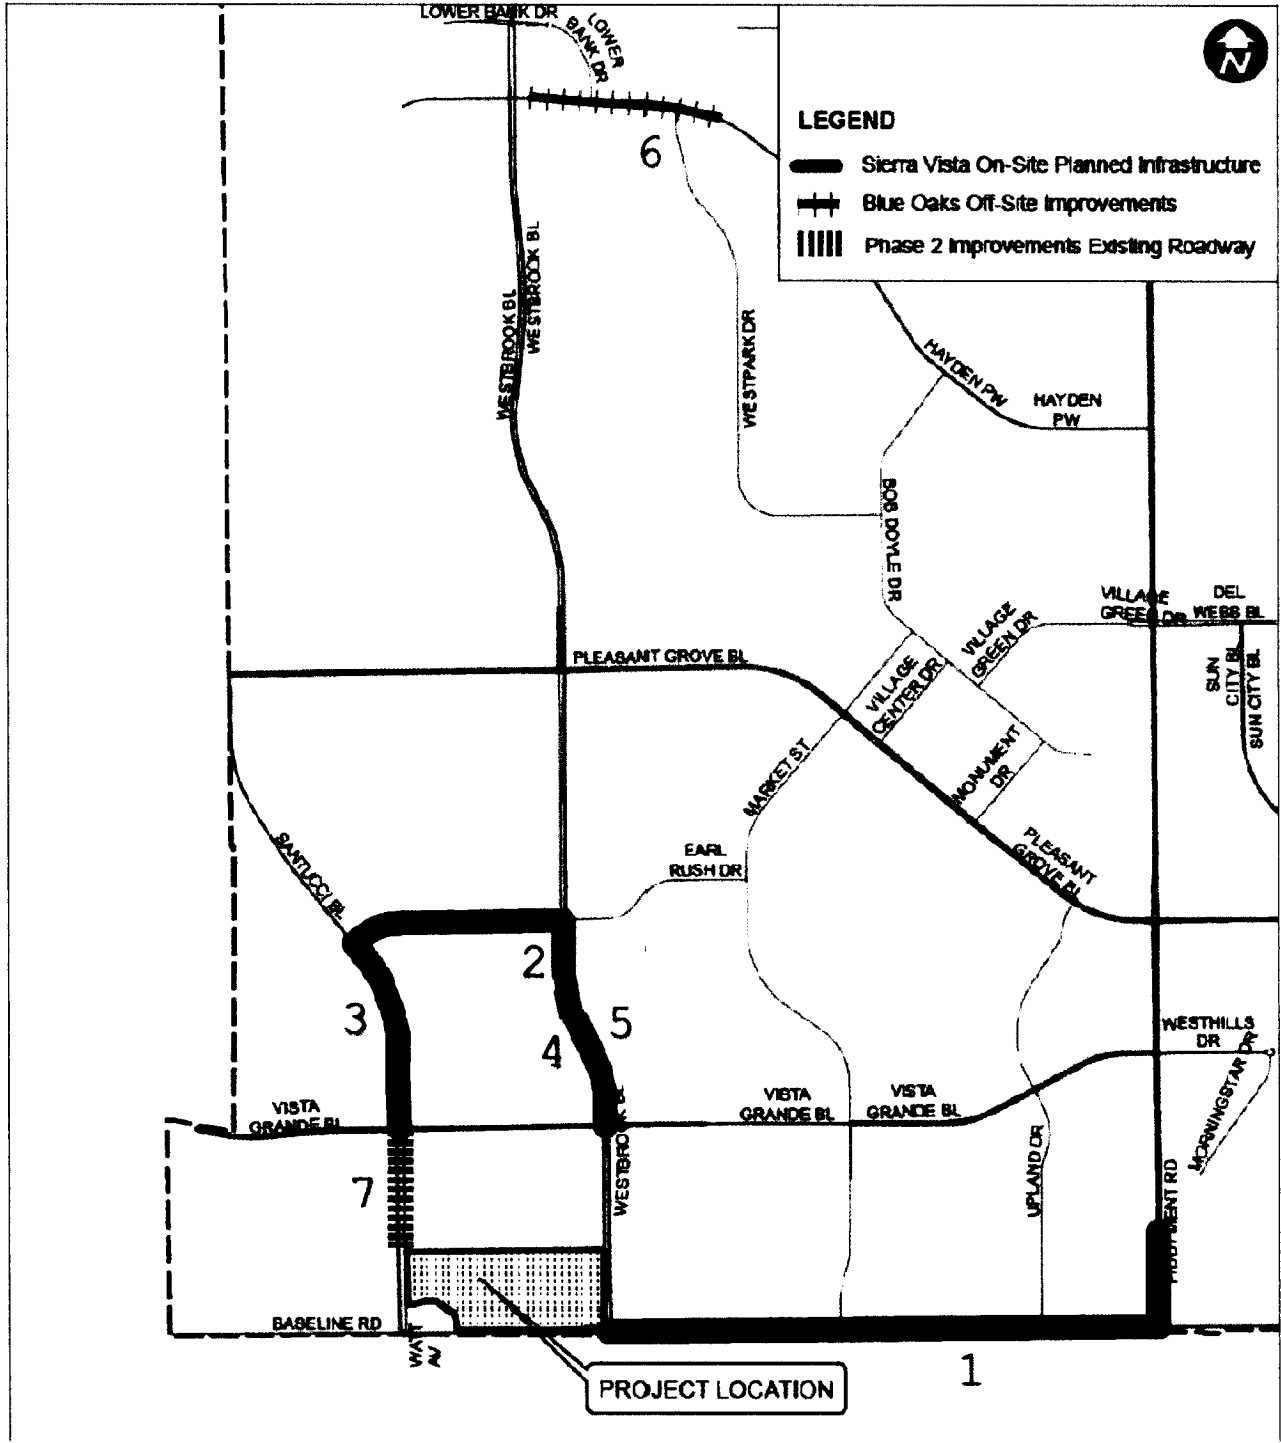 LOWER BANK DR
LOWER
BANK DR
N
LEGEND
Sierra Vista On-Site Planned Infrastructure
Blue Oaks Off-Site Improvements
Phase 2 Improvements Existing Roadway
6
WESTBROOK BL
WESTBROOK BL
WESTPARK DR
HAYDEN PW
HAYDEN
PW
BOB DOYLE DR
VILLAGE
GREEN DR
DEL
WEBB BL
VILLAGE
GREEN DR
SUN
CITY BL
SUN CITY BL
PLEASANT GROVE BL
VILLAGE
CENTER DR
MARKET ST
MONUMENT
DR
PLEASANT
GROVE BL
SANTUCCI BL
EARL
RUSH DR
2
3
4
5
WESTHILLS
DR
MORNINGSTAR DR
VISTA
GRANDE BL
VISTA
GRANDE BL
VISTA
GRANDE BL
WESTBROOK BL
UPLAND DR
7
FIDDYMENT RD
BASELINE RD
WATT
AV
PROJECT LOCATION
1